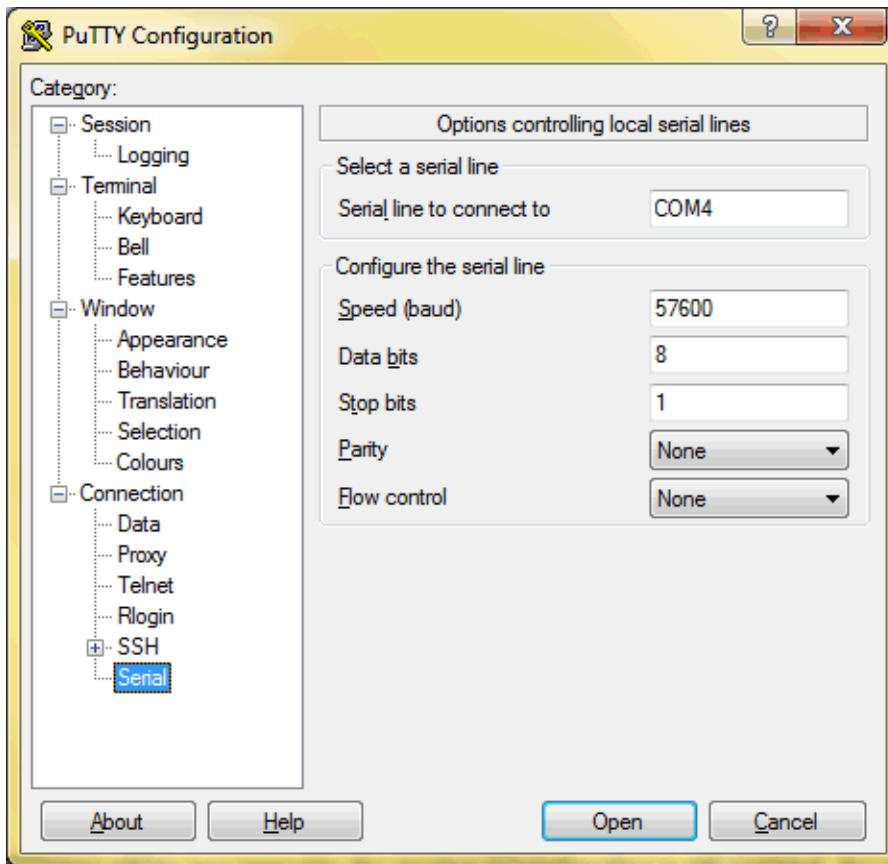 PuTTY Configuration
Category:
Session
Logging
Terminal
Keyboard
Bell
Features
Window
Appearance
Behaviour
Translation
Selection
Colours
Connection
Data
Proxy
Telnet
Rlogin
SSH
Serial
Options controlling local serial lines
Select a serial line
Serial line to connect to COM4
Configure the serial line
Speed (baud) 57600
Data bits 8
Stop bits 1
Parity None
Flow control None
About Help Open Cancel